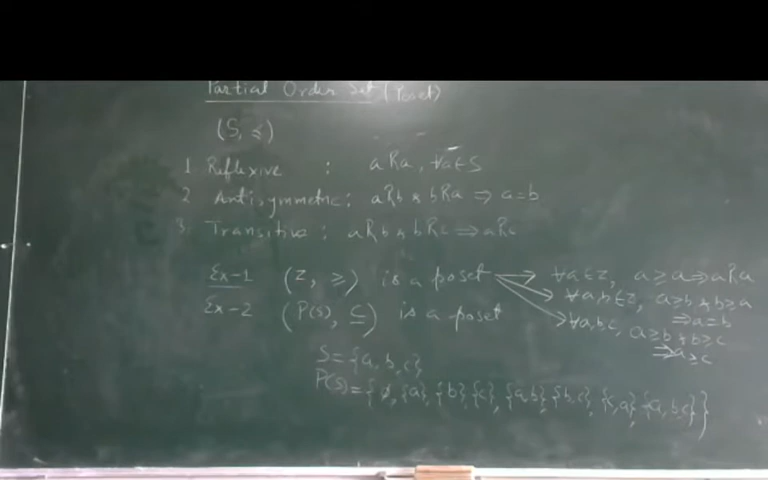 Partial Order Set (Poset)
(S, ≼)
1 Reflexive : aRa, ∀a∈S
2 Antisymmetric: aRb & bRa ⇒ a=b
3. Transitive: aRb & bRc ⇒ aRc
Ex-1 (Z, ≥) is a poset → ∀a∈Z, a≥a⇒aRa
→ ∀a,b∈Z, a≥b & b≥a
⇒a=b
Ex-2 (P(S), ⊆) is a poset
→ ∀a,b,c, a≥b & b≥c
⇒a≥c
S={a,b,c}
P(S)={ϕ,{a},{b},{c},{a,b},{b,c},{c,a},{a,b,c}}